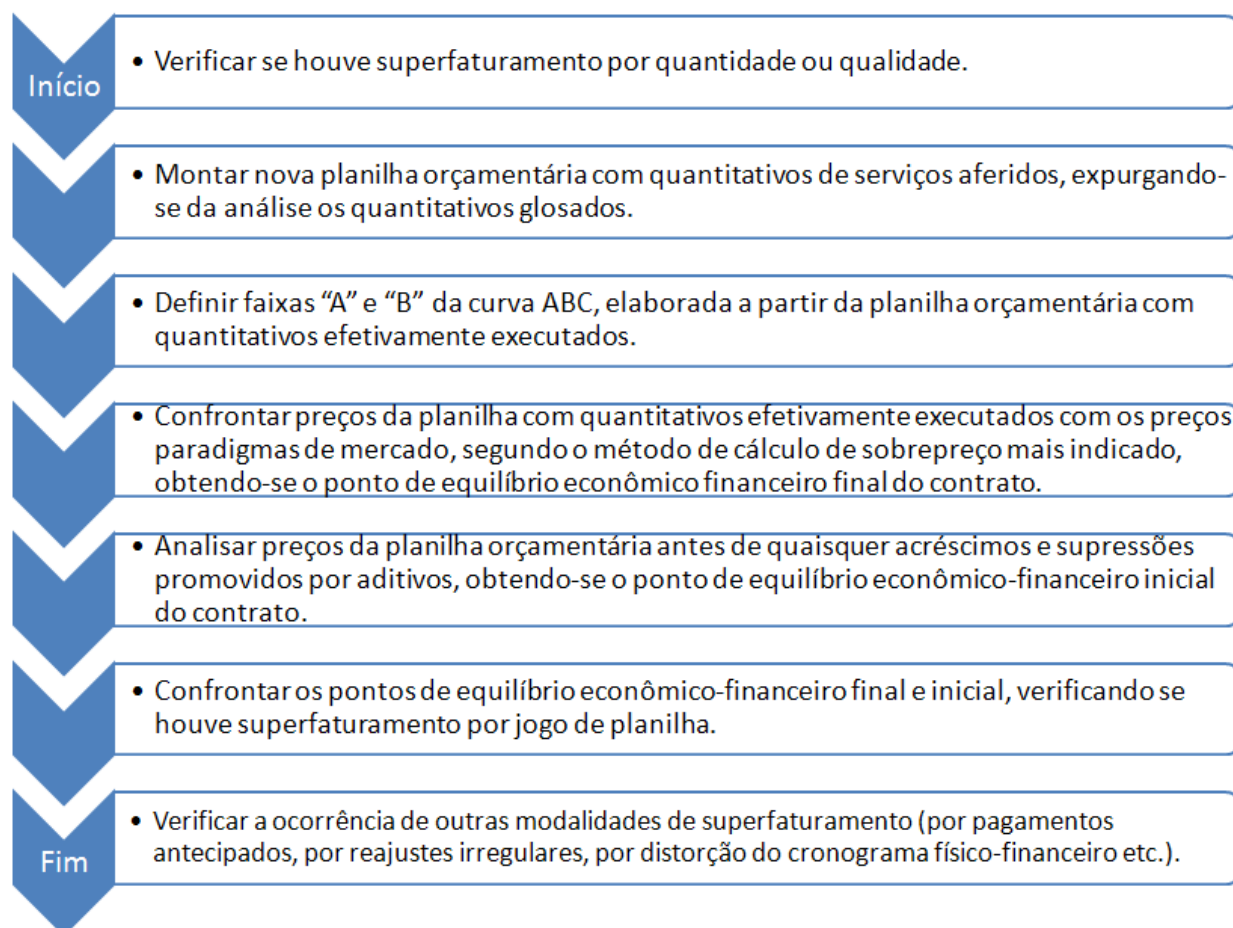 Início
• Verificar se houve superfaturamento por quantidade ou qualidade.
• Montar nova planilha orçamentária com quantitativos de serviços aferidos, expurgando-
se da análise os quantitativos glosados.
• Definir faixas “A” e “B” da curva ABC, elaborada a partir da planilha orçamentária com
quantitativos efetivamente executados.
• Confrontar preços da planilha com quantitativos efetivamente executados com os preços
paradigmas de mercado, segundo o método de cálculo de sobrepreço mais indicado,
obtendo-se o ponto de equilíbrio econômico financeiro final do contrato.
• Analisar preços da planilha orçamentária antes de quaisquer acréscimos e supressões
promovidos por aditivos, obtendo-se o ponto de equilíbrio econômico-financeiro inicial
do contrato.
• Confrontar os pontos de equilíbrio econômico-financeiro final e inicial, verificando se
houve superfaturamento por jogo de planilha.
Fim
• Verificar a ocorrência de outras modalidades de superfaturamento (por pagamentos
antecipados, por reajustes irregulares, por distorção do cronograma físico-financeiro etc.).